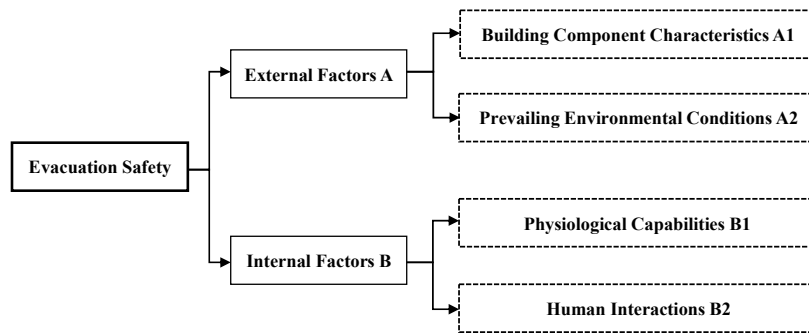 Building Component Characteristics A1
External Factors A
Prevailing Environmental Conditions A2
Evacuation Safety
Physiological Capabilities B1
Internal Factors B
Human Interactions B2